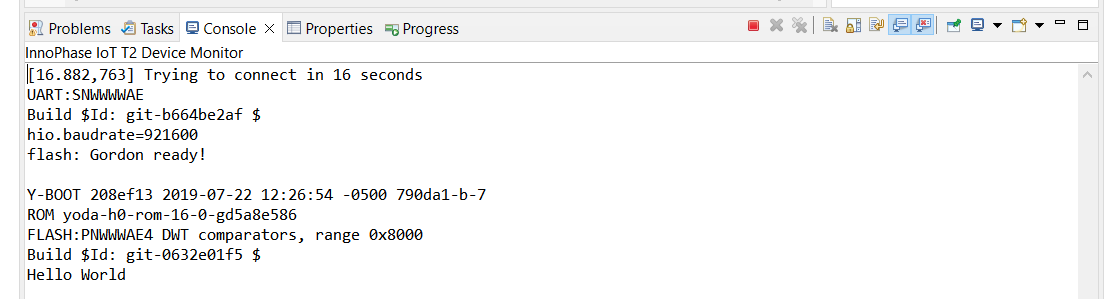 Problems Tasks Console Properties Progress
InnoPhase IoT T2 Device Monitor
[16.882,763] Trying to connect in 16 seconds
UART:SNWWWWAE
Build $Id: git-b664be2af $
hio.baudrate=921600
flash: Gordon ready!
Y-BOOT 208ef13 2019-07-22 12:26:54 -0500 790da1-b-7
ROM yoda-h0-rom-16-0-gd5a8e586
FLASH:PNWWWAE4 DWT comparators, range 0x8000
Build $Id: git-0632e01f5 $
Hello World